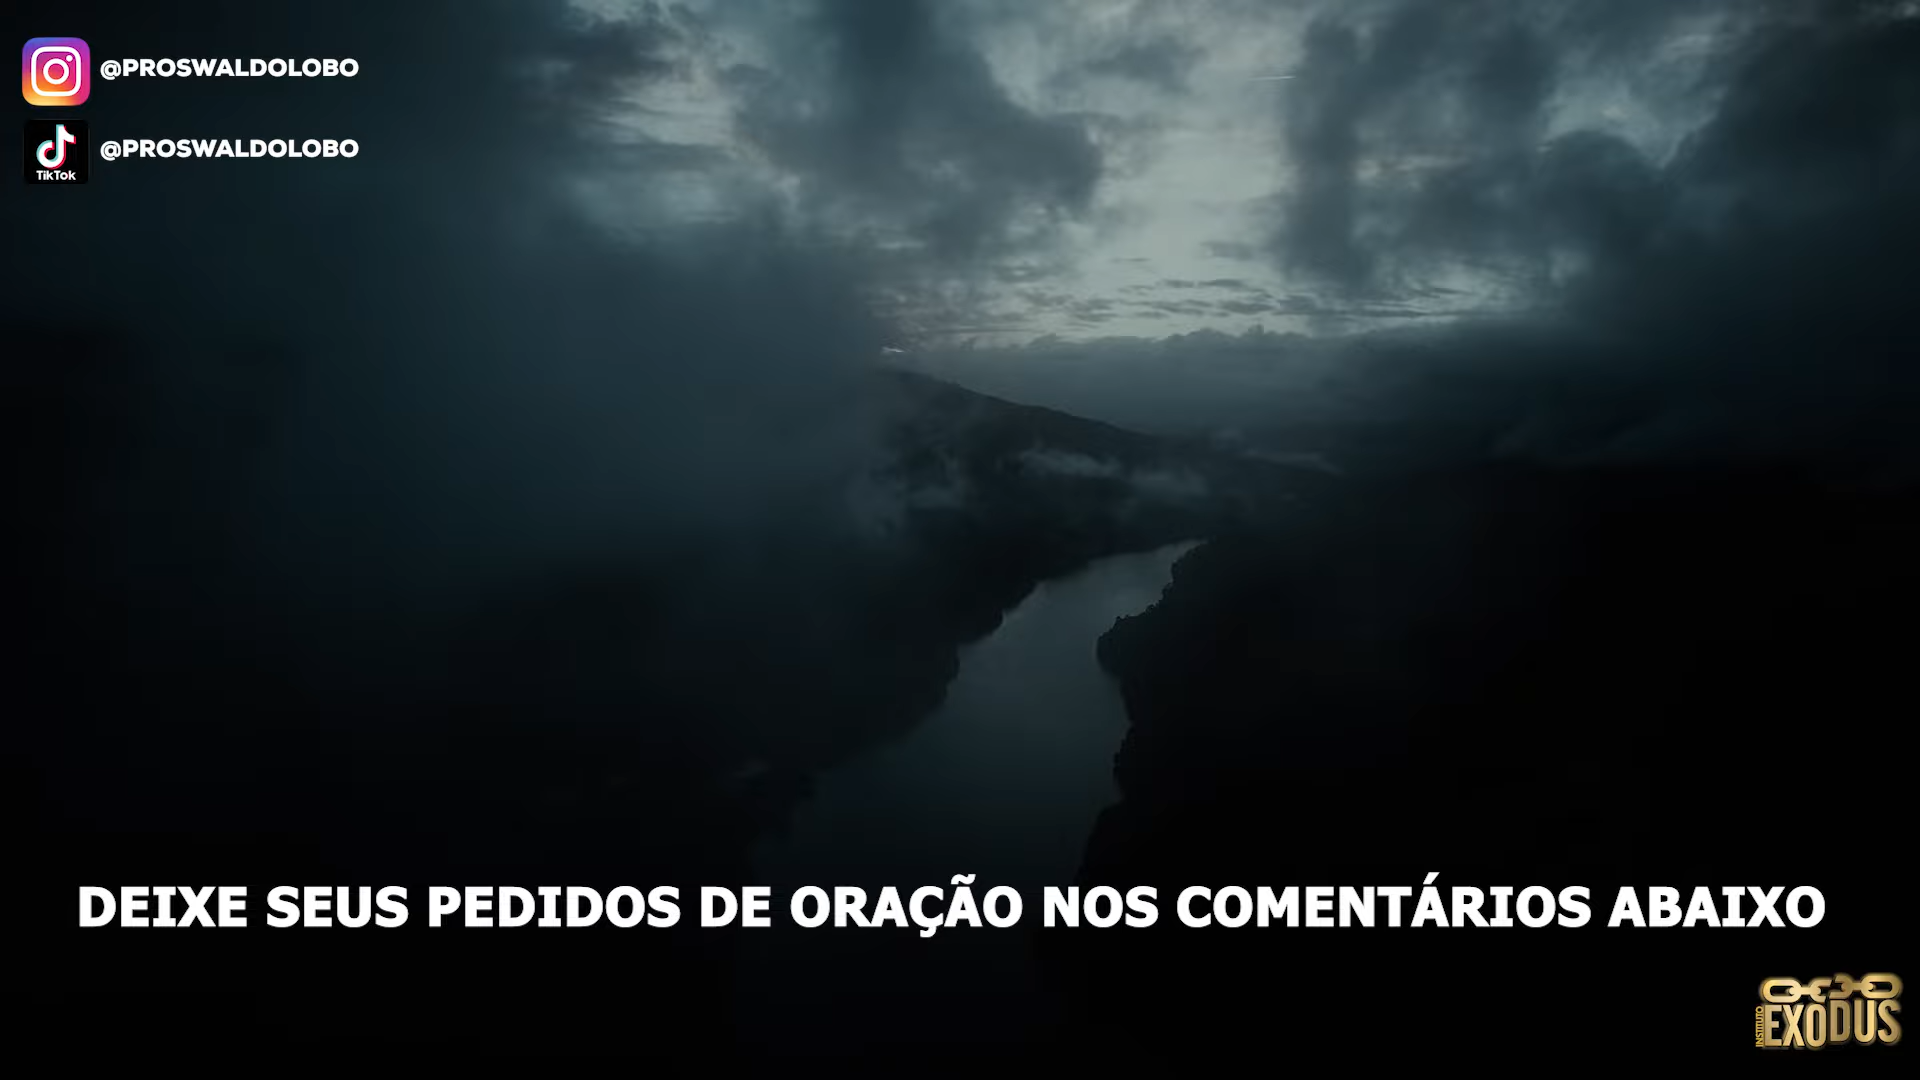 @PROSWALDOLOBO
TikTok
@PROSWALDOLOBO
DEIXE SEUS PEDIDOS DE ORAÇÃO NOS COMENTÁRIOS ABAIXO
INSTITUTO
EXODUS